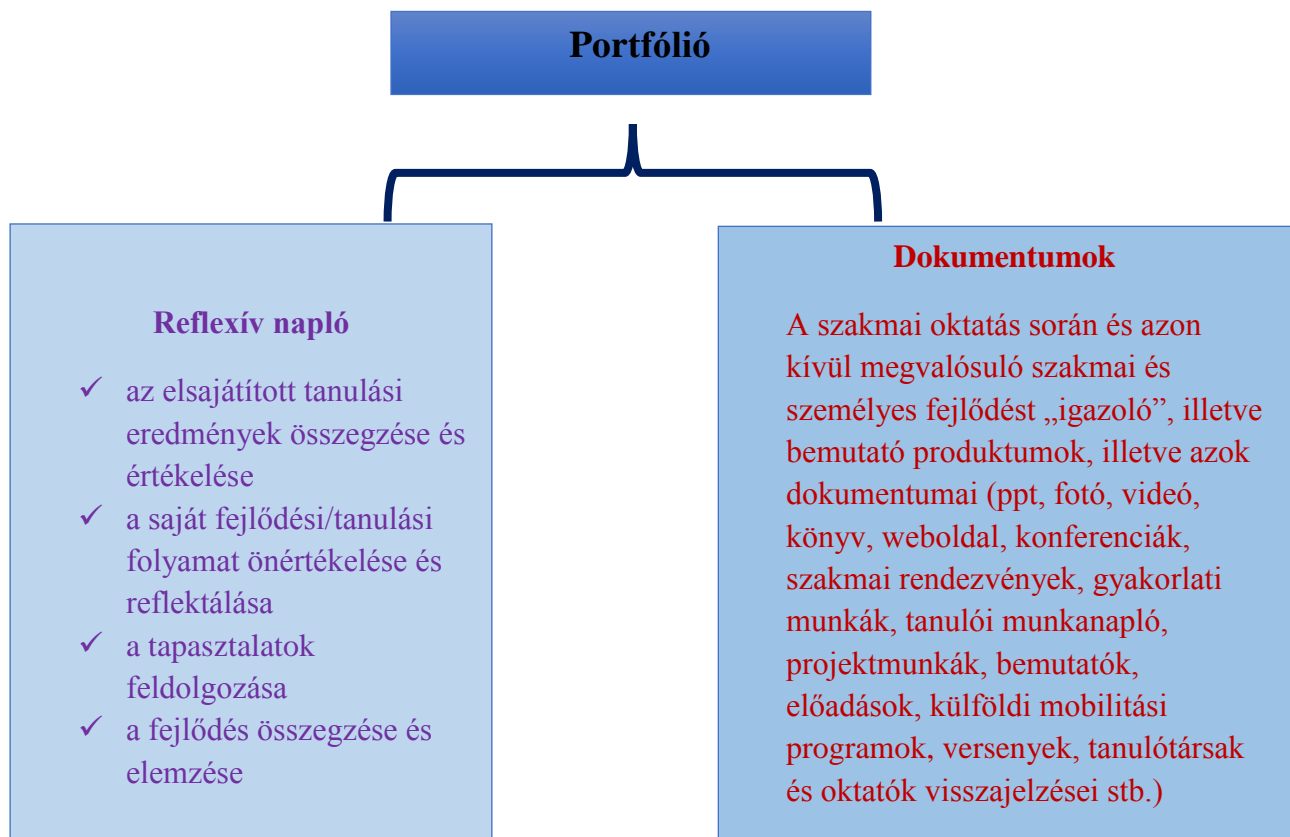 Portfólió
Reflexív napló
✓ az elsajátított tanulási
eredmények összegzése és
értékelése
✓ a saját fejlődési/tanulási
folyamat önértékelése és
reflektálása
✓ a tapasztalatok
feldolgozása
✓ a fejlődés összegzése és
elemzése
Dokumentumok
A szakmai oktatás során és azon
kívül megvalósuló szakmai és
személyes fejlődést „igazoló”, illetve
bemutató produktumok, illetve azok
dokumentumai (ppt, fotó, videó,
könyv, weboldal, konferenciák,
szakmai rendezvények, gyakorlati
munkák, tanulói munkanapló,
projektmunkák, bemutatók,
előadások, külföldi mobilitási
programok, versenyek, tanulótársak
és oktatók visszajelzései stb.)